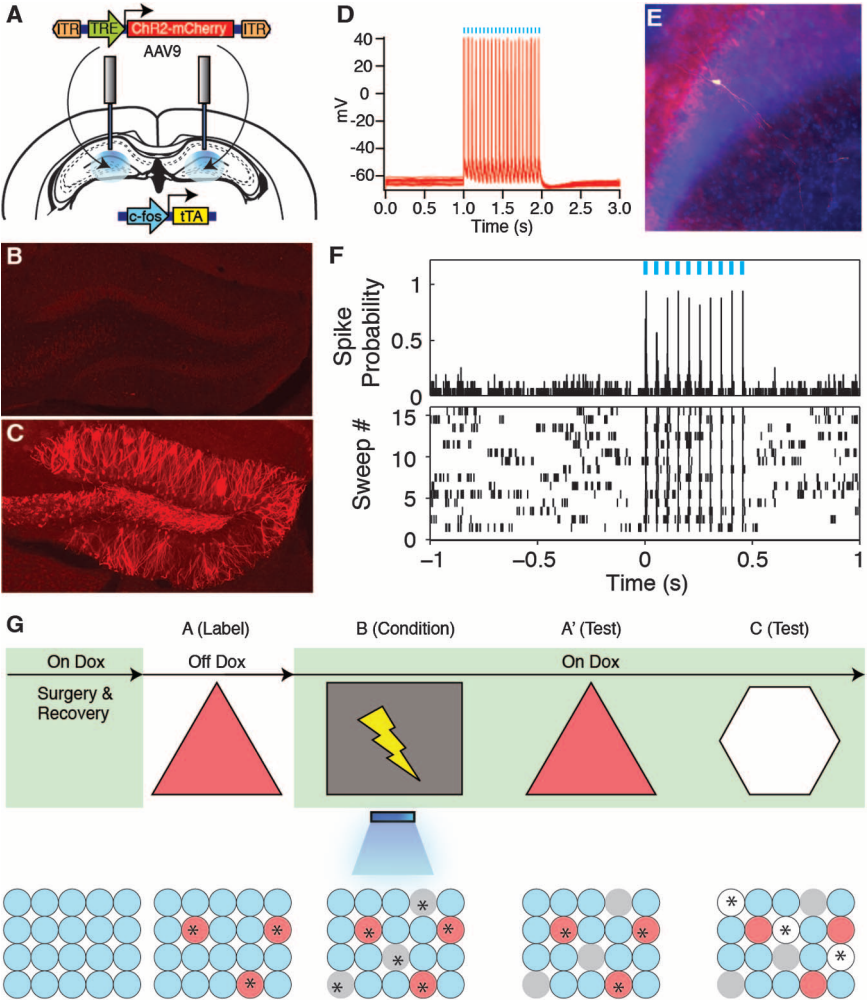 A
ITR TRE ChR2-mCherry ITR
AAV9
c-fos tTA
B
C
D
mV
40
20
0
-20
-40
-60
0.0 0.5 1.0 1.5 2.0 2.5 3.0
Time (s)
E
F
Spike
Probability
1
0.5
0
Sweep #
15
10
5
0
−1 −0.5 0 0.5 1
Time (s)
G
A (Label) B (Condition) A' (Test) C (Test)
On Dox Off Dox On Dox
Surgery &
Recovery
* * *
* * * * * *
* * *
* * *